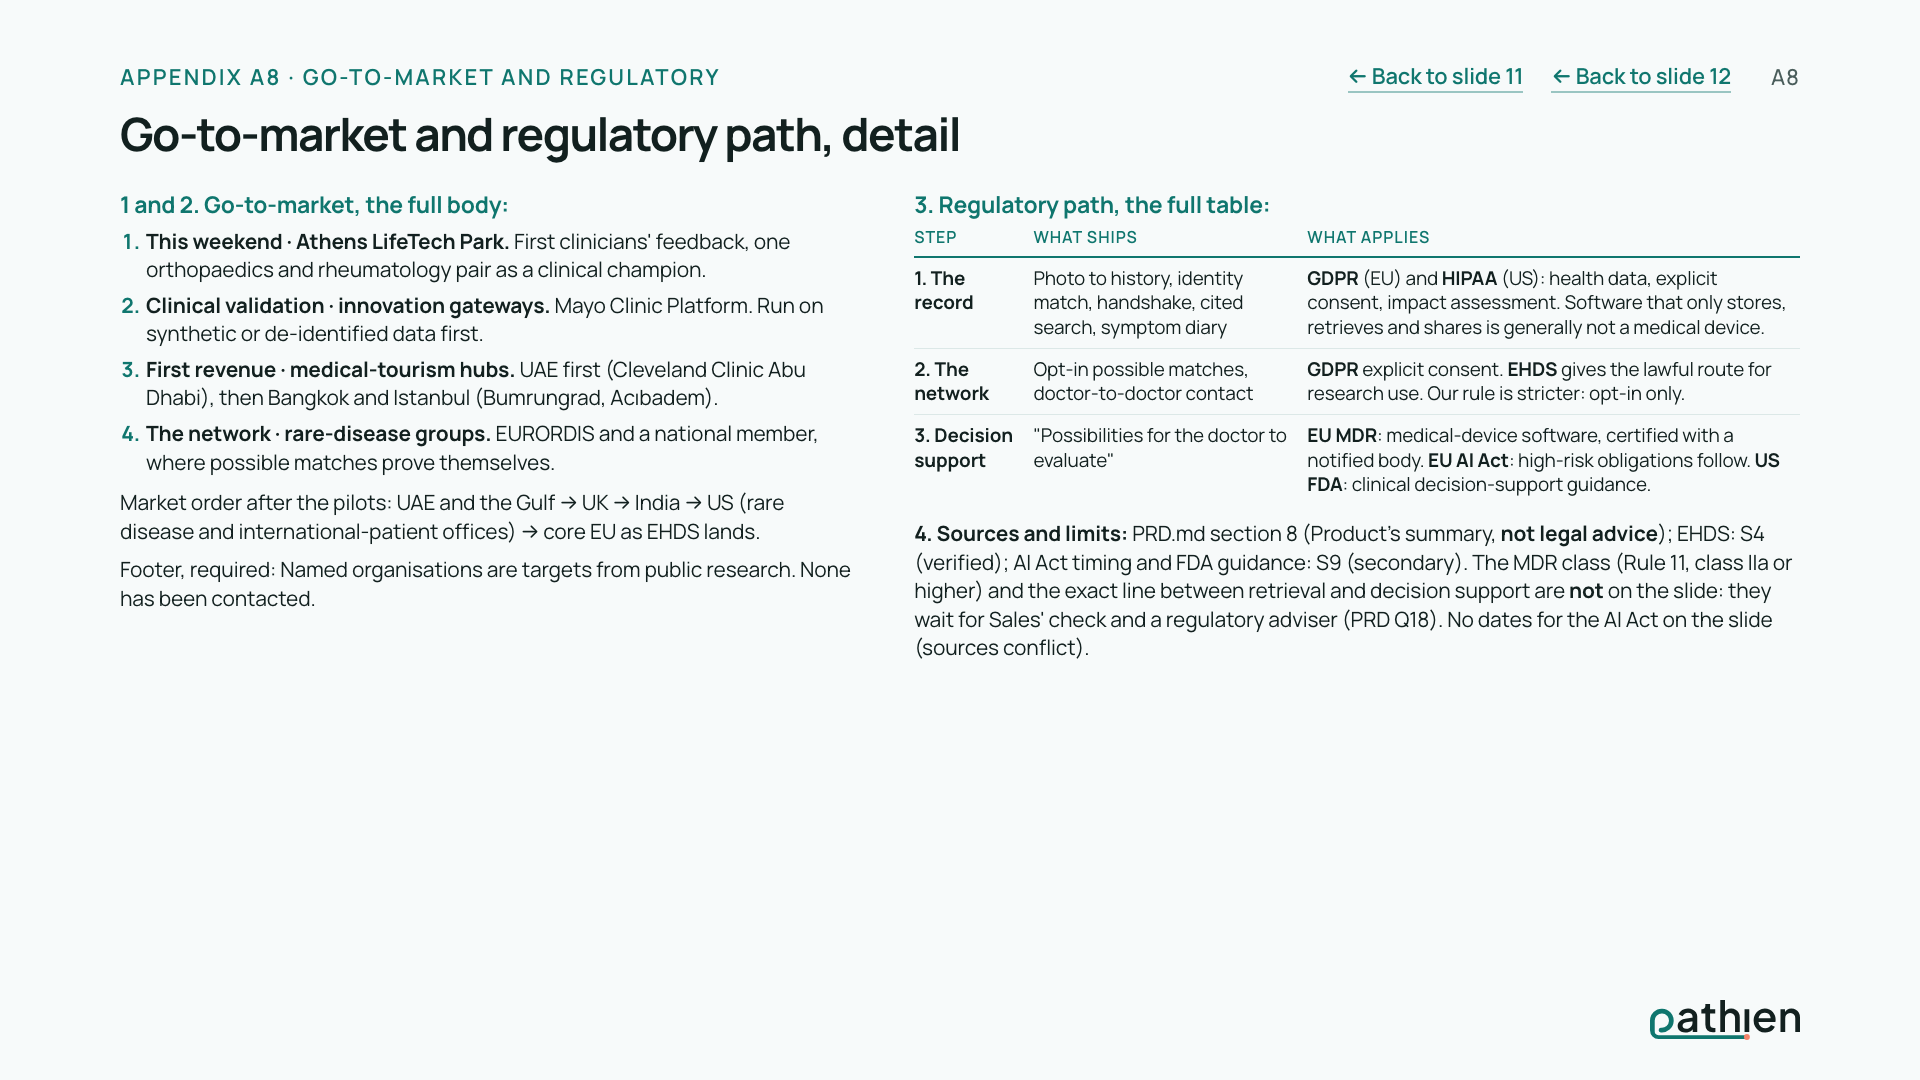 APPENDIX A8 · GO-TO-MARKET AND REGULATORY
← Back to slide 11
← Back to slide 12
A8
Go-to-market and regulatory path, detail
1 and 2. Go-to-market, the full body:
1. This weekend · Athens LifeTech Park. First clinicians' feedback, one
orthopaedics and rheumatology pair as a clinical champion.
2. Clinical validation · innovation gateways. Mayo Clinic Platform. Run on
synthetic or de-identified data first.
3. First revenue · medical-tourism hubs. UAE first (Cleveland Clinic Abu
Dhabi), then Bangkok and Istanbul (Bumrungrad, Acıbadem).
4. The network · rare-disease groups. EURORDIS and a national member,
where possible matches prove themselves.
Market order after the pilots: UAE and the Gulf → UK → India → US (rare
disease and international-patient offices) → core EU as EHDS lands.
Footer, required: Named organisations are targets from public research. None
has been contacted.
3. Regulatory path, the full table:
STEP WHAT SHIPS WHAT APPLIES
1. The Photo to history, identity GDPR (EU) and HIPAA (US): health data, explicit
record match, handshake, cited consent, impact assessment. Software that only stores,
search, symptom diary retrieves and shares is generally not a medical device.
2. The Opt-in possible matches, GDPR explicit consent. EHDS gives the lawful route for
network doctor-to-doctor contact research use. Our rule is stricter: opt-in only.
3. Decision "Possibilities for the doctor to EU MDR: medical-device software, certified with a
support evaluate" notified body. EU AI Act: high-risk obligations follow. US
FDA: clinical decision-support guidance.
4. Sources and limits: PRD.md section 8 (Product's summary, not legal advice); EHDS: S4
(verified); AI Act timing and FDA guidance: S9 (secondary). The MDR class (Rule 11, class IIa or
higher) and the exact line between retrieval and decision support are not on the slide: they
wait for Sales' check and a regulatory adviser (PRD Q18). No dates for the AI Act on the slide
(sources conflict).
pathien